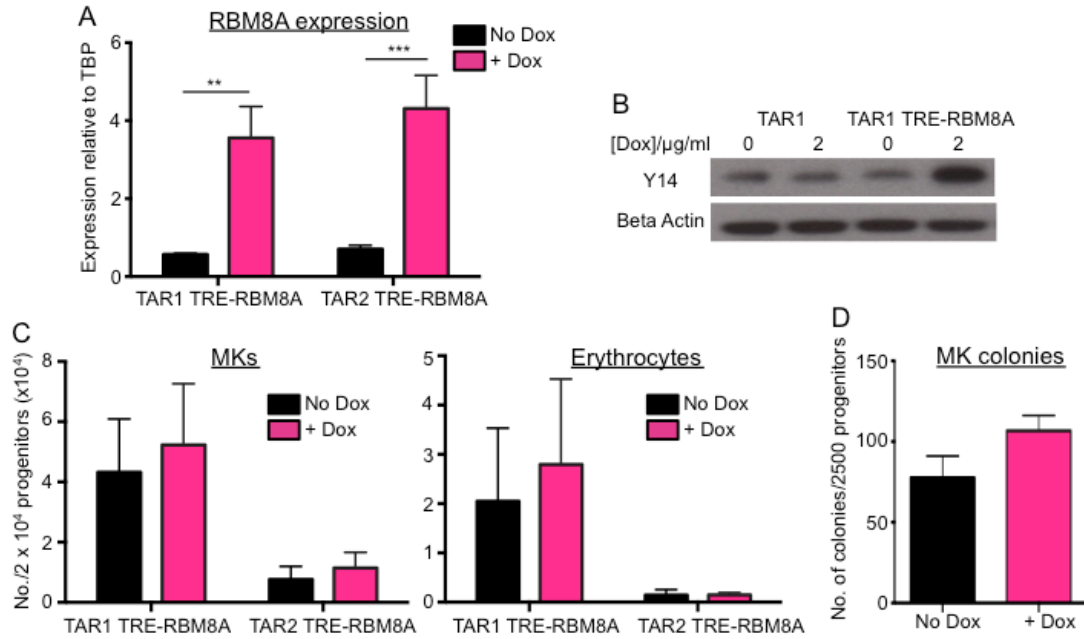 A
RBM8A expression
No Dox
+ Dox
Expression relative to TBP
6
4
2
0
**
***
TAR1 TRE-RBM8A
TAR2 TRE-RBM8A
B
TAR1
TAR1 TRE-RBM8A
[Dox]/µg/ml
0
2
0
2
Y14
Beta Actin
C
MKs
No Dox
+ Dox
No./2 x 10⁴ progenitors (x10⁻⁴)
8
6
4
2
0
TAR1 TRE-RBM8A
TAR2 TRE-RBM8A
Erythrocytes
No Dox
+ Dox
5
4
3
2
1
0
TAR1 TRE-RBM8A
TAR2 TRE-RBM8A
D
MK colonies
No. of colonies/2500 progenitors
150
100
50
0
No Dox
+ Dox